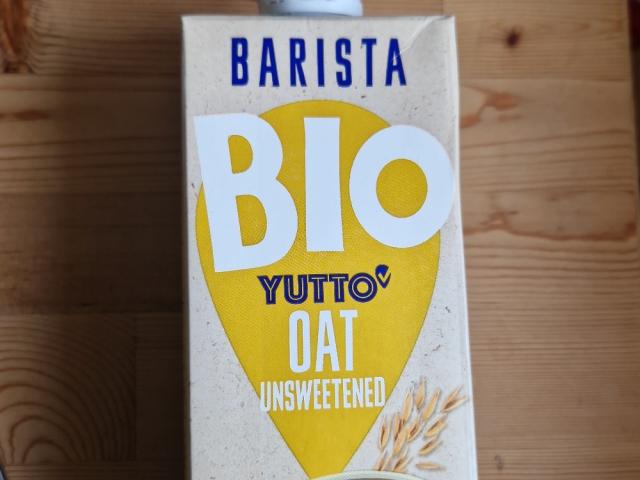 BARISTA
BIO
YUTTO
OAT
UNSWEETENED